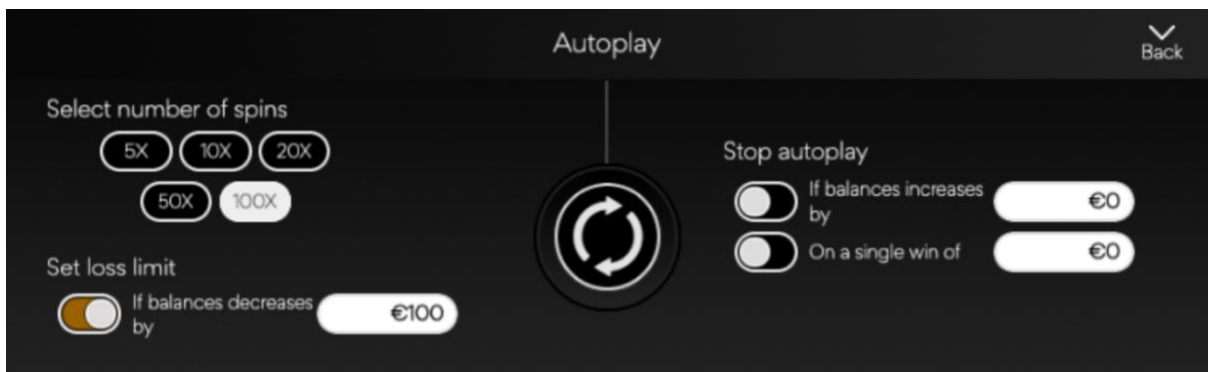 Autoplay
Back
Select number of spins
5X 10X 20X
50X 100X
Set loss limit
If balances decreases
by
€100
Stop autoplay
If balances increases
by
€0
On a single win of
€0